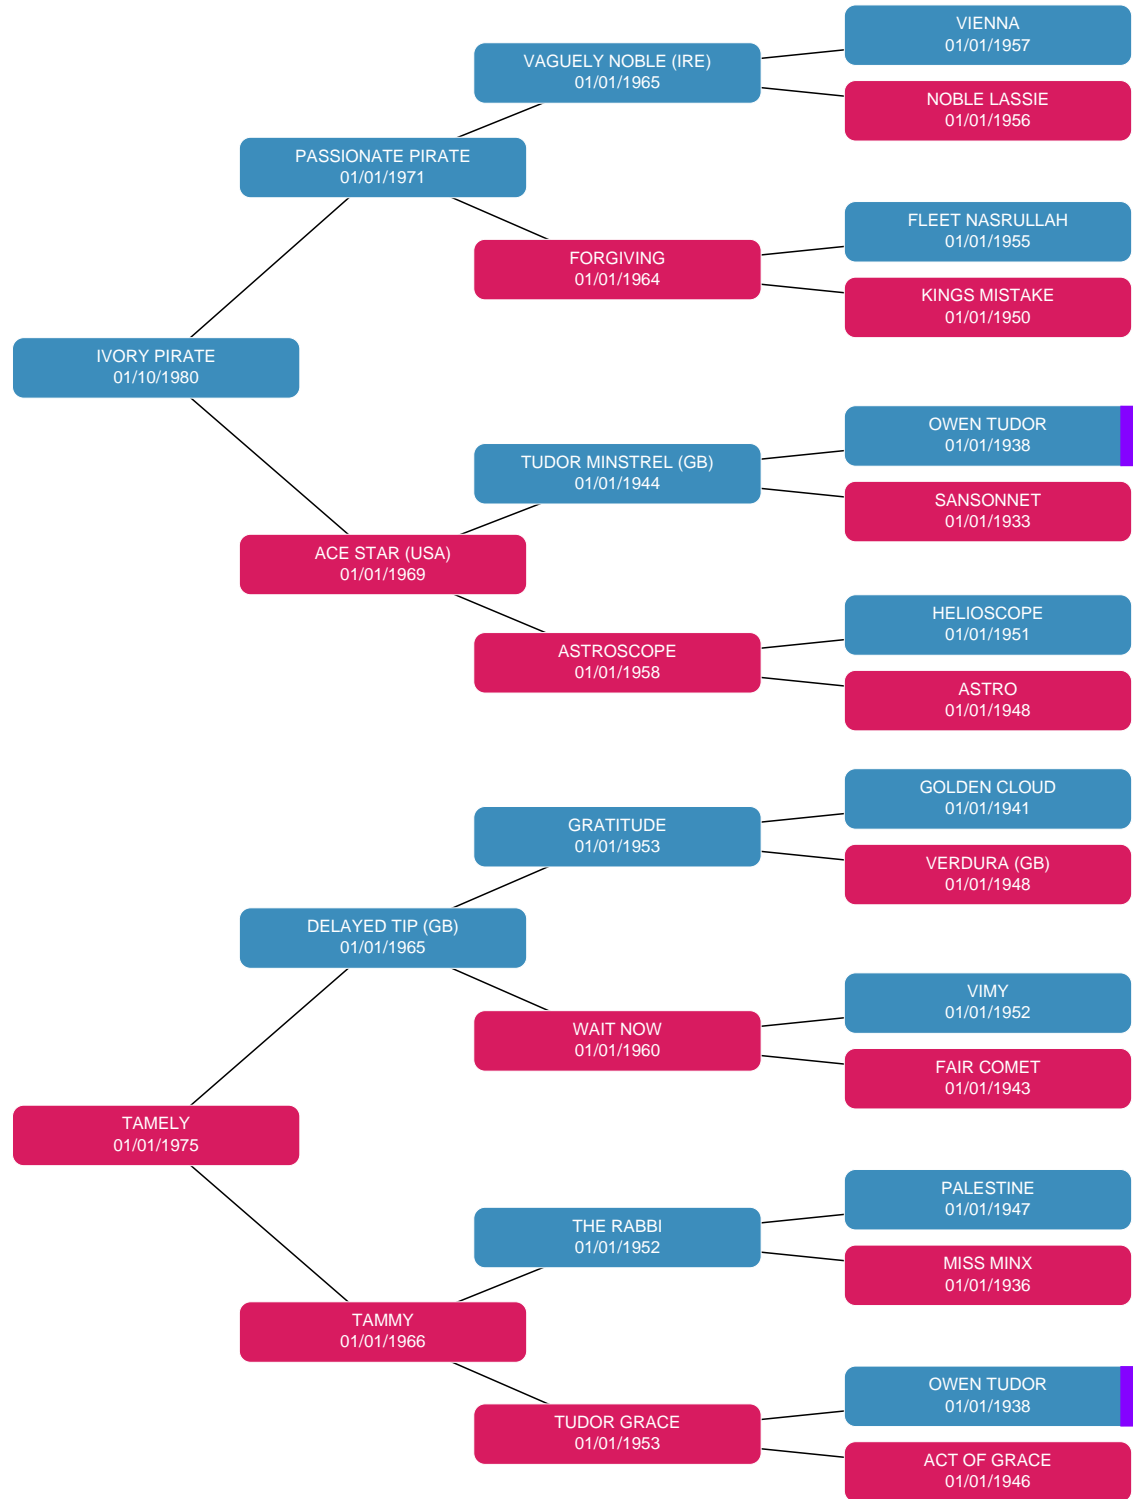 VIENNA
01/01/1957
VAGUELY NOBLE (IRE)
01/01/1965
NOBLE LASSIE
01/01/1956
PASSIONATE PIRATE
01/01/1971
FLEET NASRULLAH
01/01/1955
FORGIVING
01/01/1964
KINGS MISTAKE
01/01/1950
IVORY PIRATE
01/10/1980
OWEN TUDOR
01/01/1938
TUDOR MINSTREL (GB)
01/01/1944
SANSONNET
01/01/1933
ACE STAR (USA)
01/01/1969
HELIOSCOPE
01/01/1951
ASTROSCOPE
01/01/1958
ASTRO
01/01/1948
GOLDEN CLOUD
01/01/1941
GRATITUDE
01/01/1953
VERDURA (GB)
01/01/1948
DELAYED TIP (GB)
01/01/1965
VIMY
01/01/1952
WAIT NOW
01/01/1960
FAIR COMET
01/01/1943
TAMELY
01/01/1975
PALESTINE
01/01/1947
THE RABBI
01/01/1952
MISS MINX
01/01/1936
TAMMY
01/01/1966
OWEN TUDOR
01/01/1938
TUDOR GRACE
01/01/1953
ACT OF GRACE
01/01/1946